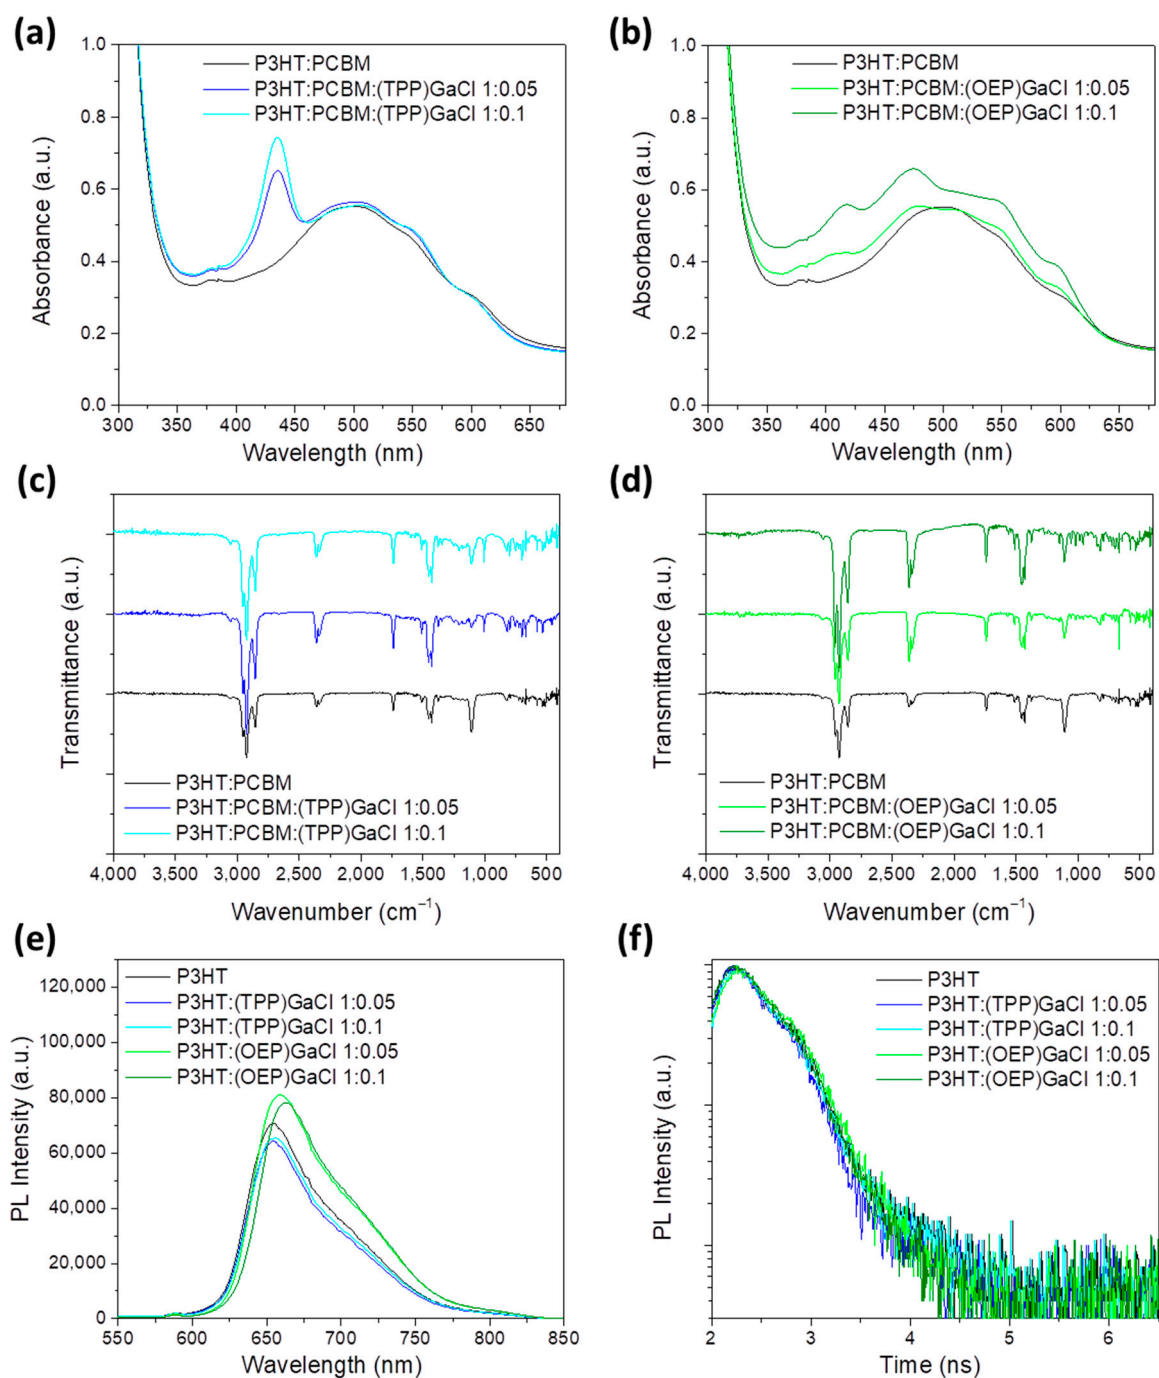 (a)
1.0
0.8
0.6
0.4
0.2
0.0
Absorbance (a.u.)
P3HT:PCBM
P3HT:PCBM:(TPP)GaCl 1:0.05
P3HT:PCBM:(TPP)GaCl 1:0.1
300 350 400 450 500 550 600 650
Wavelength (nm)
(b)
1.0
0.8
0.6
0.4
0.2
0.0
Absorbance (a.u.)
P3HT:PCBM
P3HT:PCBM:(OEP)GaCl 1:0.05
P3HT:PCBM:(OEP)GaCl 1:0.1
300 350 400 450 500 550 600 650
Wavelength (nm)
(c)
Transmittance (a.u.)
P3HT:PCBM
P3HT:PCBM:(TPP)GaCl 1:0.05
P3HT:PCBM:(TPP)GaCl 1:0.1
4,000 3,500 3,000 2,500 2,000 1,500 1,000 500
Wavenumber (cm⁻¹)
(d)
Transmittance (a.u.)
P3HT:PCBM
P3HT:PCBM:(OEP)GaCl 1:0.05
P3HT:PCBM:(OEP)GaCl 1:0.1
4,000 3,500 3,000 2,500 2,000 1,500 1,000 500
Wavenumber (cm⁻¹)
(e)
120,000
100,000
80,000
60,000
40,000
20,000
0
PL Intensity (a.u.)
P3HT
P3HT:(TPP)GaCl 1:0.05
P3HT:(TPP)GaCl 1:0.1
P3HT:(OEP)GaCl 1:0.05
P3HT:(OEP)GaCl 1:0.1
550 600 650 700 750 800 850
Wavelength (nm)
(f)
PL Intensity (a.u.)
P3HT
P3HT:(TPP)GaCl 1:0.05
P3HT:(TPP)GaCl 1:0.1
P3HT:(OEP)GaCl 1:0.05
P3HT:(OEP)GaCl 1:0.1
2 3 4 5 6
Time (ns)